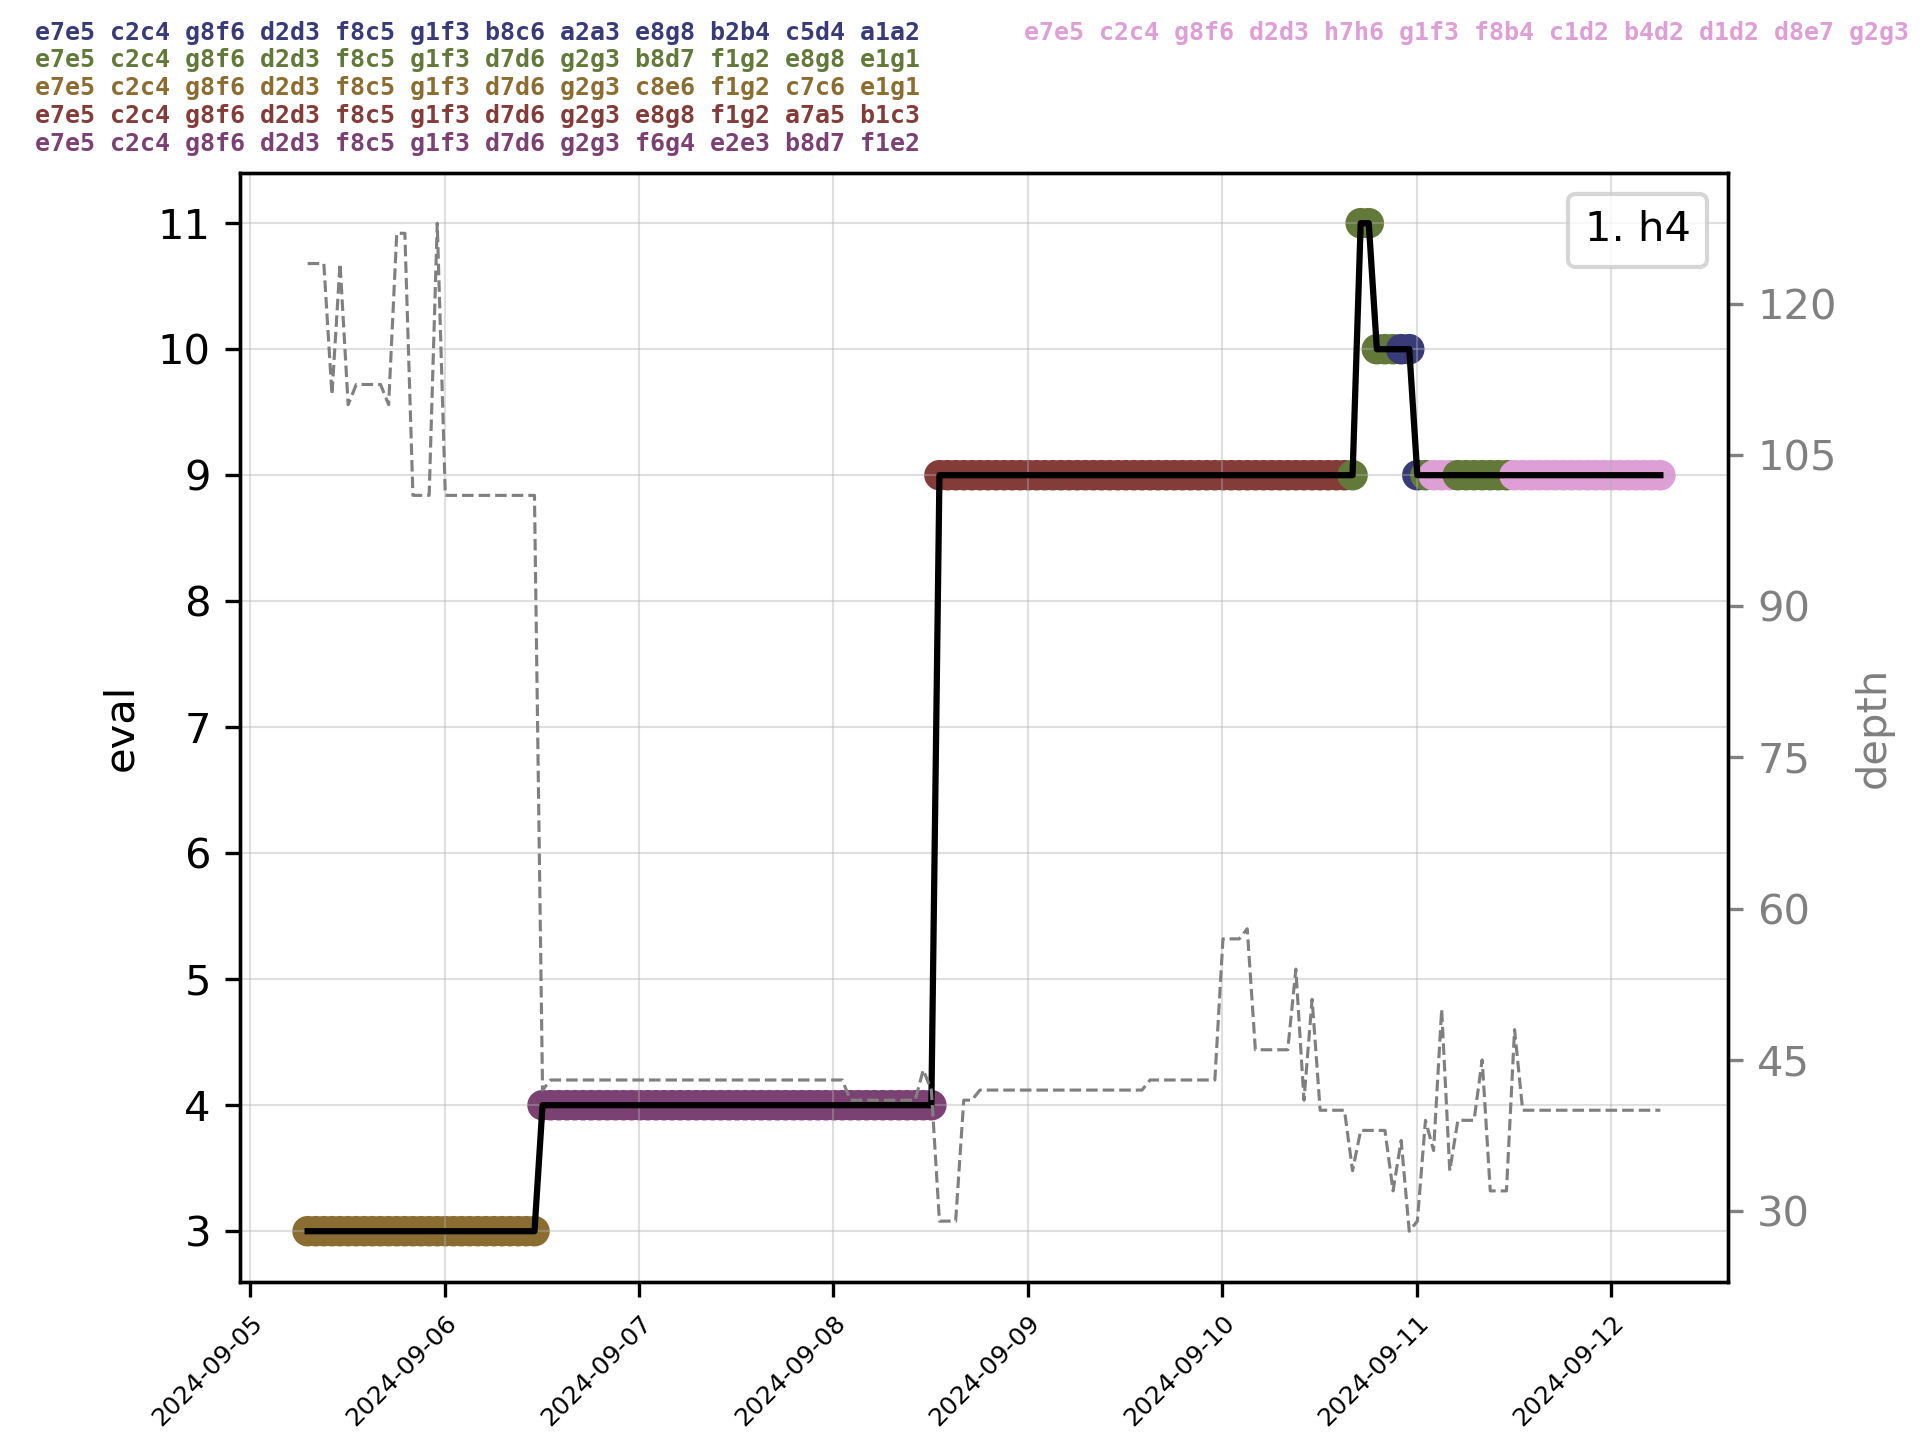 e7e5 c2c4 g8f6 d2d3 f8c5 g1f3 b8c6 a2a3 e8g8 b2b4 c5d4 a1a2
e7e5 c2c4 g8f6 d2d3 f8c5 g1f3 d7d6 g2g3 b8d7 f1g2 e8g8 e1g1
e7e5 c2c4 g8f6 d2d3 f8c5 g1f3 d7d6 g2g3 c8e6 f1g2 c7c6 e1g1
e7e5 c2c4 g8f6 d2d3 f8c5 g1f3 d7d6 g2g3 e8g8 f1g2 a7a5 b1c3
e7e5 c2c4 g8f6 d2d3 f8c5 g1f3 d7d6 g2g3 f6g4 e2e3 b8d7 f1e2
e7e5 c2c4 g8f6 d2d3 h7h6 g1f3 f8b4 c1d2 b4d2 d1d2 d8e7 g2g3
1. h4
eval
11
10
9
8
7
6
5
4
3
depth
120
105
90
75
60
45
30
2024-09-05
2024-09-06
2024-09-07
2024-09-08
2024-09-09
2024-09-10
2024-09-11
2024-09-12